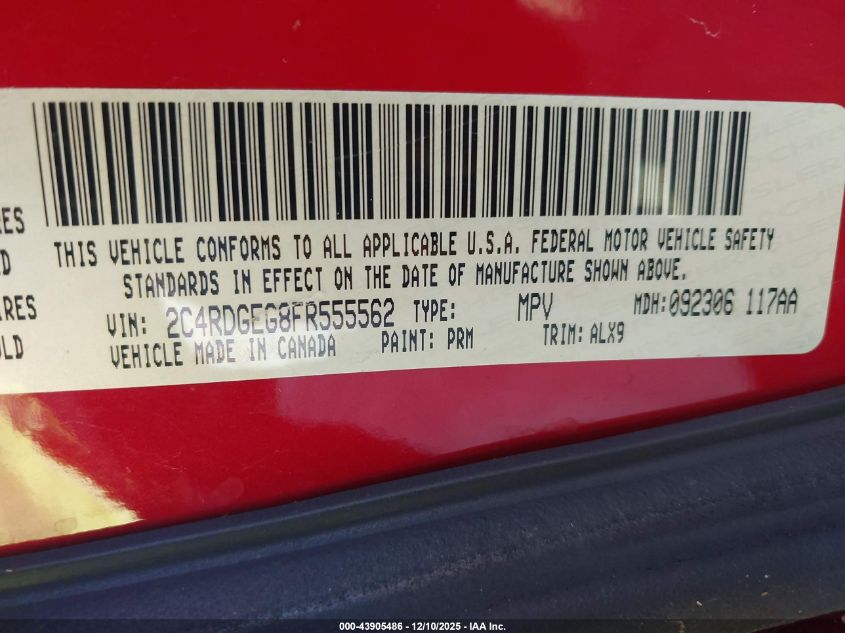 THIS VEHICLE CONFORMS TO ALL APPLICABLE U.S.A. FEDERAL MOTOR VEHICLE SAFETY
STANDARDS IN EFFECT ON THE DATE OF MANUFACTURE SHOWN ABOVE.
VIN: 2C4RDGEG8FR555562 TYPE: MPV MDH:092306 117AA
VEHICLE MADE IN CANADA PAINT: PRM TRIM: ALX9
000-43905486 - 12/10/2025 - IAA Inc.